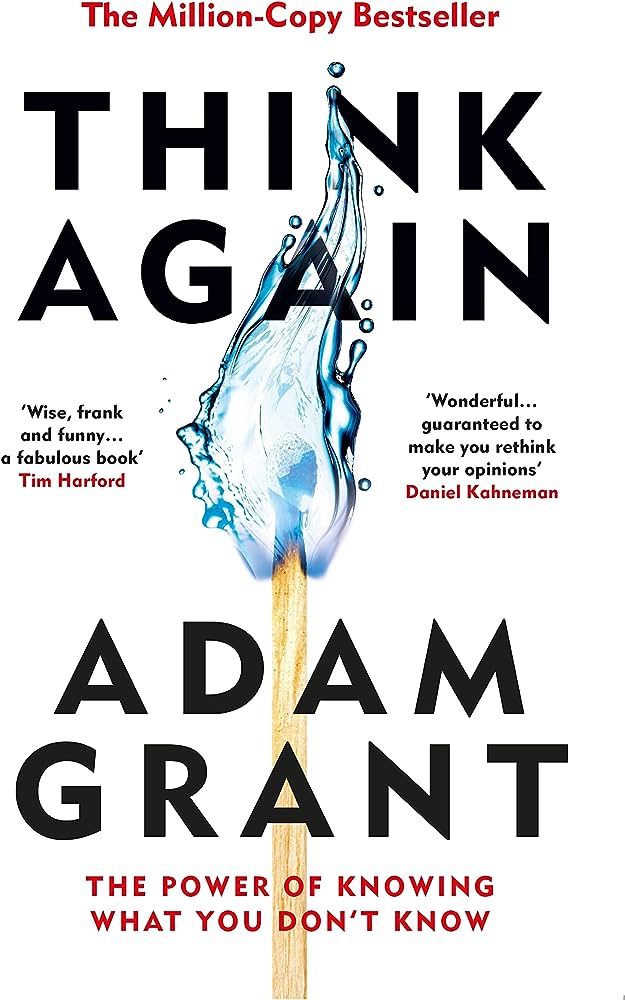 The Million-Copy Bestseller
THINK
AGAIN
‘Wise, frank
and funny…
a fabulous book’
Tim Harford
‘Wonderful…
guaranteed to
make you rethink
your opinions’
Daniel Kahneman
ADAM
GRANT
THE POWER OF KNOWING
WHAT YOU DON’T KNOW